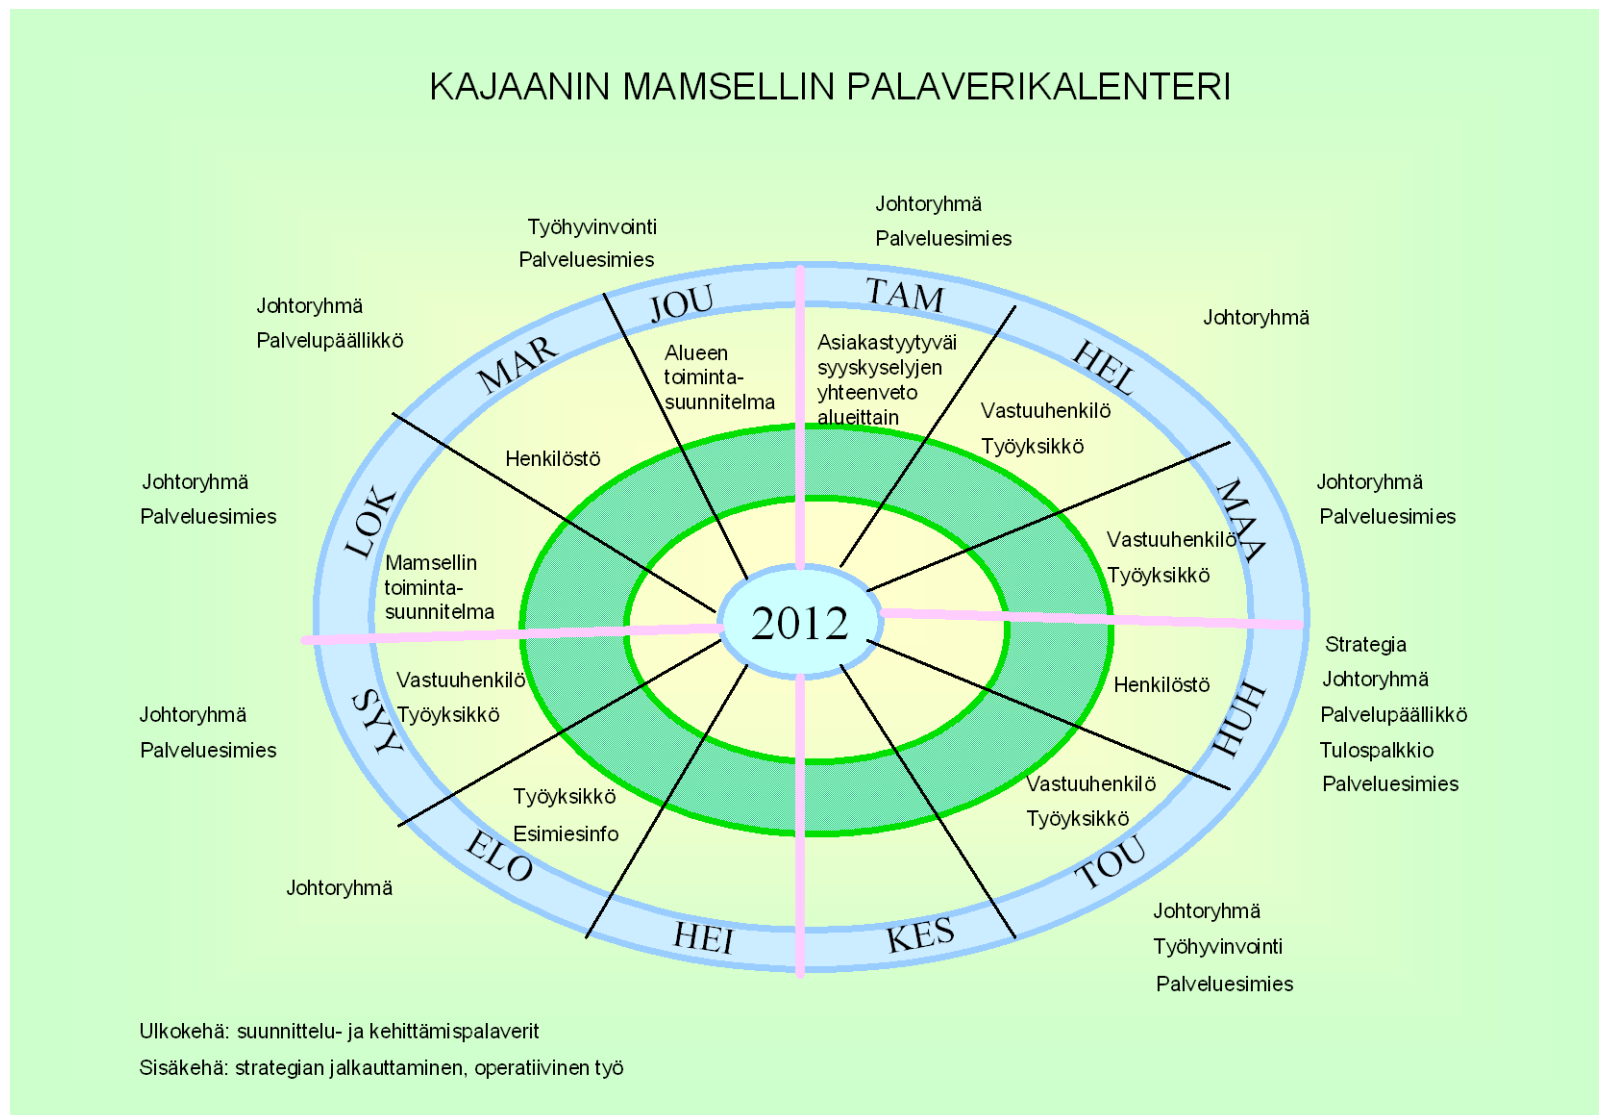 KAJAANIN MAMSELLIN PALAVERIKALENTERI
Johtoryhmä
Palveluesimies
TAM
Asiakastyytyväi
syyskyselyjen
yhteenveto
alueittain
Johtoryhmä
HEL
Vastuuhenkilö
Työyksikkö
Johtoryhmä
Palveluesimies
MAA
Vastuuhenkilö
Työyksikkö
Strategia
Johtoryhmä
Palvelupäällikkö
Tulospalkkio
Palveluesimies
HUH
Henkilöstö
Johtoryhmä
Työhyvinvointi
Palveluesimies
TOU
Vastuuhenkilö
Työyksikkö
KES
HEI
Johtoryhmä
ELO
Työyksikkö
Esimiesinfo
Johtoryhmä
Palveluesimies
SYY
Vastuuhenkilö
Työyksikkö
Johtoryhmä
Palveluesimies
LOK
Mamsellin
toiminta-
suunnitelma
Johtoryhmä
Palvelupäällikkö
MAR
Henkilöstö
Työhyvinvointi
Palveluesimies
JOU
Alueen
toiminta-
suunnitelma
2012
Ulkokehä: suunnittelu- ja kehittämispalaverit
Sisäkehä: strategian jalkauttaminen, operatiivinen työ